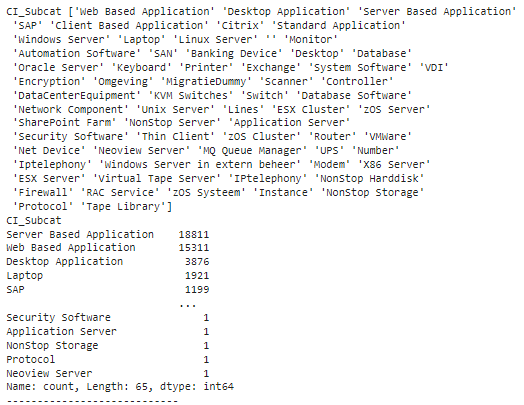 CI_Subcat ['Web Based Application' 'Desktop Application' 'Server Based Application'
 'SAP' 'Client Based Application' 'Citrix' 'Standard Application'
 'Windows Server' 'Laptop' 'Linux Server' '' 'Monitor'
 'Automation Software' 'SAN' 'Banking Device' 'Desktop' 'Database'
 'Oracle Server' 'Keyboard' 'Printer' 'Exchange' 'System Software' 'VDI'
 'Encryption' 'Omgeving' 'MigratieDummy' 'Scanner' 'Controller'
 'DataCenterEquipment' 'KVM Switches' 'Switch' 'Database Software'
 'Network Component' 'Unix Server' 'Lines' 'ESX Cluster' 'zOS Server'
 'SharePoint Farm' 'NonStop Server' 'Application Server'
 'Security Software' 'Thin Client' 'zOS Cluster' 'Router' 'VMWare'
 'Net Device' 'Neoview Server' 'MQ Queue Manager' 'UPS' 'Number'
 'Iptelephony' 'Windows Server in extern beheer' 'Modem' 'X86 Server'
 'ESX Server' 'Virtual Tape Server' 'IPtelephony' 'NonStop Harddisk'
 'Firewall' 'RAC Service' 'zOS Systeem' 'Instance' 'NonStop Storage'
 'Protocol' 'Tape Library']
CI_Subcat
Server Based Application    18811
Web Based Application       15311
Desktop Application          3876
Laptop                       1921
SAP                          1199
                            ...
Security Software               1
Application Server              1
NonStop Storage                 1
Protocol                        1
Neoview Server                  1
Name: count, Length: 65, dtype: int64
----------------------------